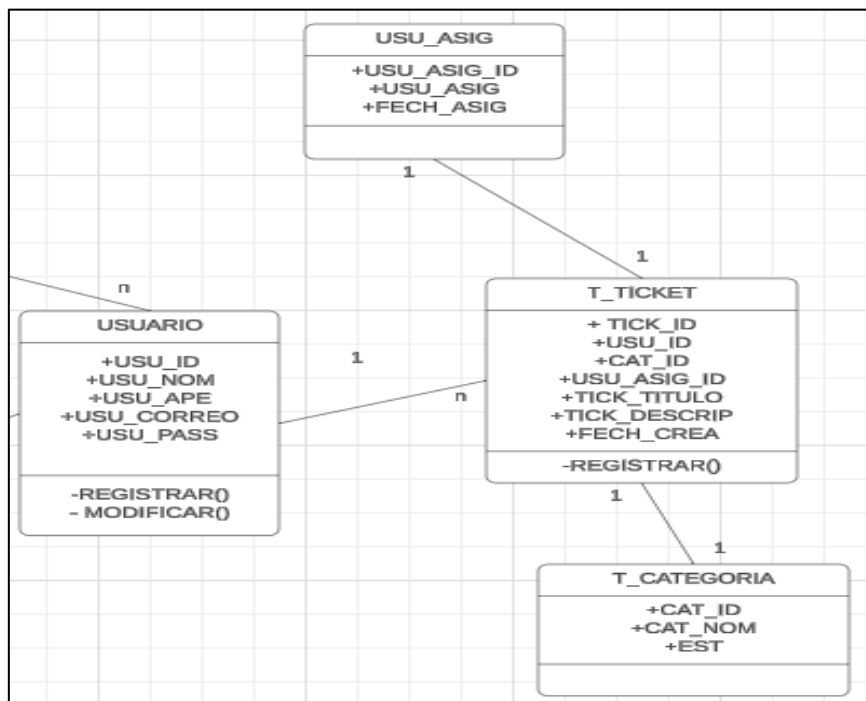 USU_ASIG
+USU_ASIG_ID
+USU_ASIG
+FECH_ASIG
1
1
n
T_TICKET
+ TICK_ID
+USU_ID
+CAT_ID
+USU_ASIG_ID
+TICK_TITULO
+TICK_DESCRIP
+FECH_CREA
-REGISTRAR()
USUARIO
+USU_ID
+USU_NOM
+USU_APE
+USU_CORREO
+USU_PASS
-REGISTRAR()
- MODIFICAR()
1
n
1
1
T_CATEGORIA
+CAT_ID
+CAT_NOM
+EST